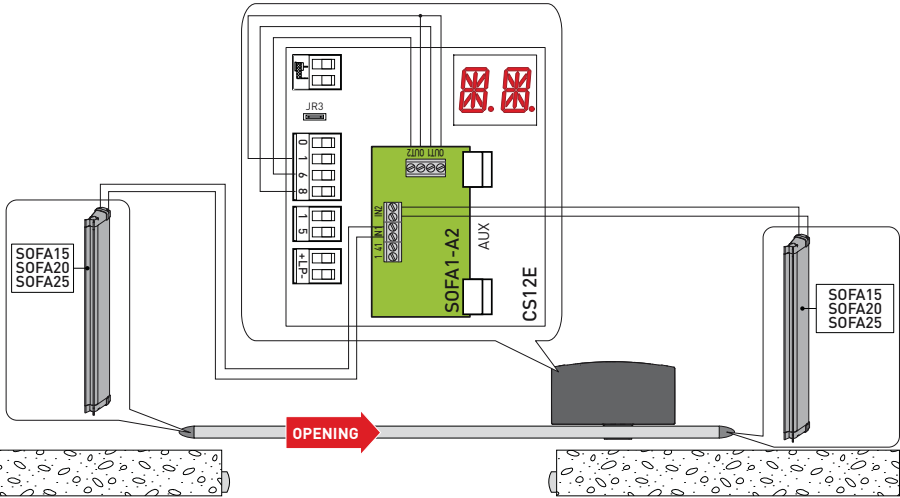 JR3
0
1
6
8
1
5
+LP-
OUT2 OUT1
IN2
IN1
1 41
SOFA1-A2
AUX
CS12E
SOFA15
SOFA20
SOFA25
SOFA15
SOFA20
SOFA25
OPENING